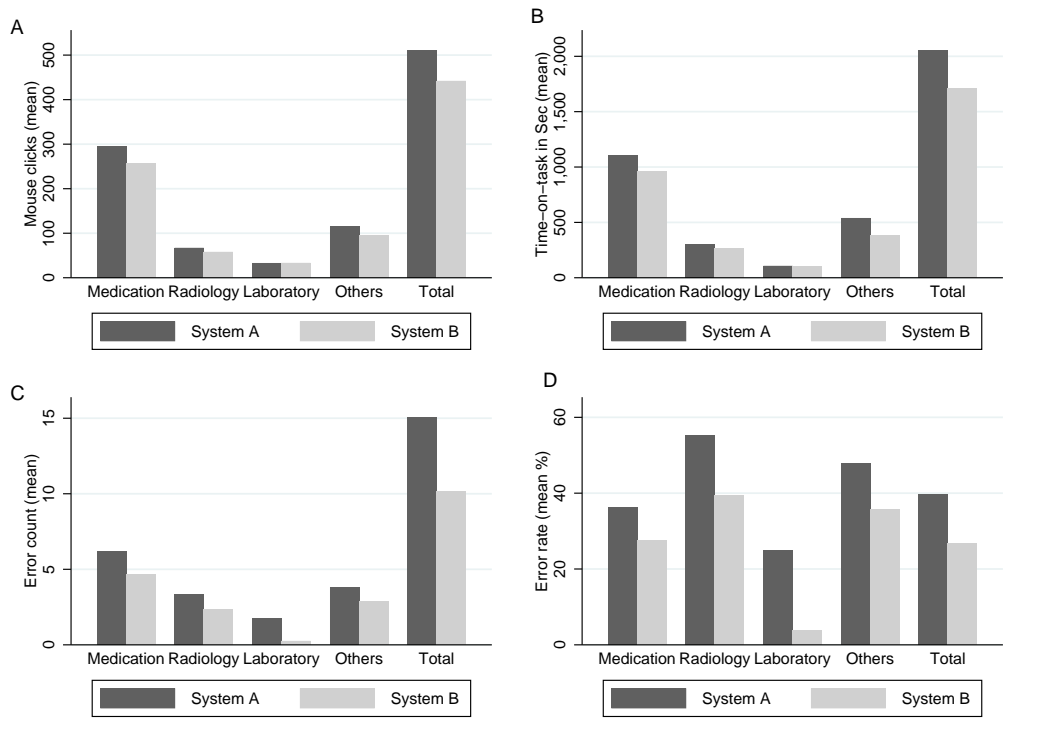 A
Mouse clicks (mean)
500
400
300
200
100
0
Medication Radiology Laboratory Others Total
System A System B
B
Time-on-task in Sec (mean)
2,000
1,500
1,000
500
0
Medication Radiology Laboratory Others Total
System A System B
C
Error count (mean)
15
10
5
0
Medication Radiology Laboratory Others Total
System A System B
D
Error rate (mean %)
60
40
20
0
Medication Radiology Laboratory Others Total
System A System B